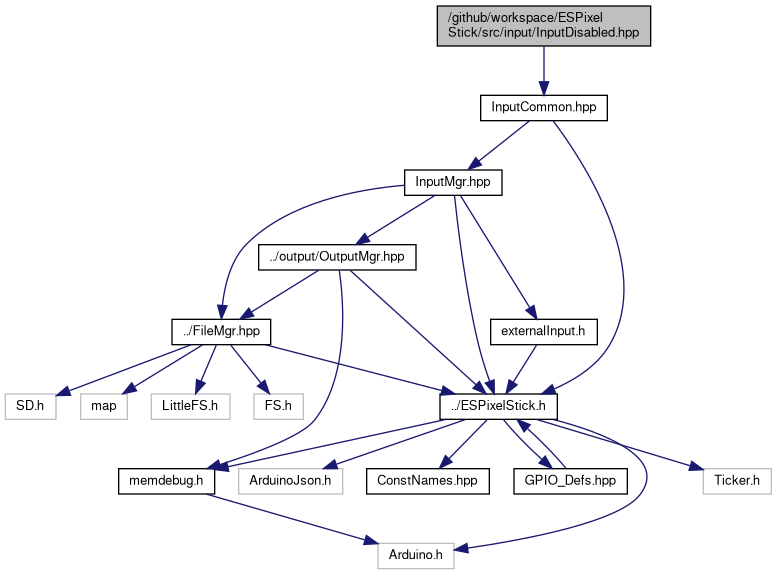 /github/workspace/ESPixel
Stick/src/input/InputDisabled.hpp
InputCommon.hpp
InputMgr.hpp
../output/OutputMgr.hpp
../FileMgr.hpp
externalInput.h
SD.h
map
LittleFS.h
FS.h
../ESPixelStick.h
memdebug.h
ArduinoJson.h
ConstNames.hpp
GPIO_Defs.hpp
Ticker.h
Arduino.h